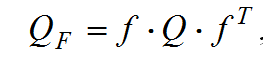 Q_F = f · Q · f^T,